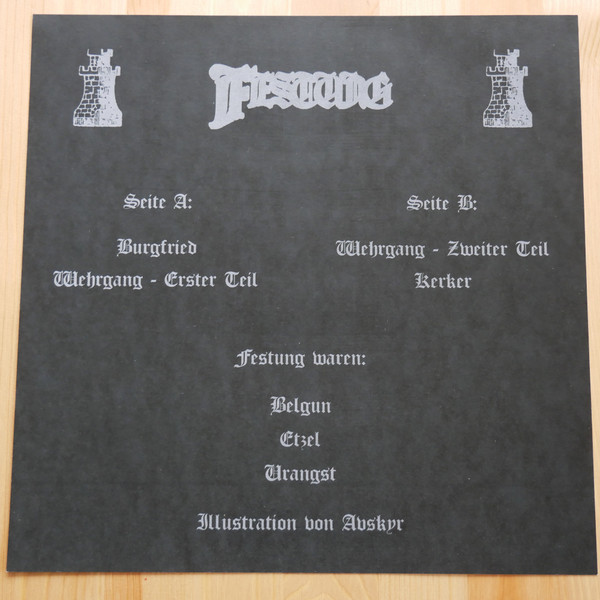 FESTUNG
Seite A:
Burgfried
Wehrgang - Erster Teil
Seite B:
Wehrgang - Zweiter Teil
Kerker
Festung waren:
Belgun
Etzel
Urangst
Illustration von Avskyr